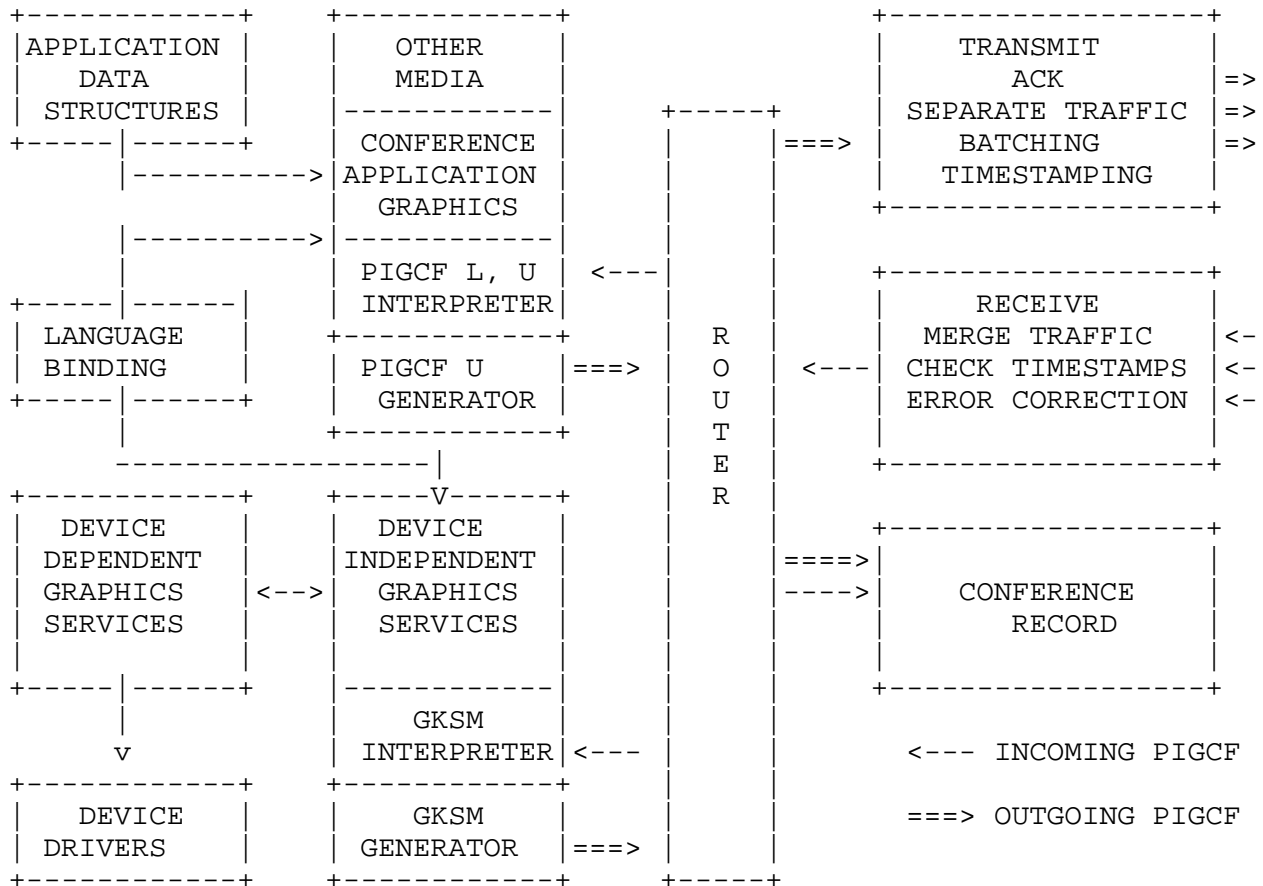 APPLICATION
DATA
STRUCTURES
OTHER
MEDIA
CONFERENCE
APPLICATION
GRAPHICS
PIGCF L, U
INTERPRETER
PIGCF U
GENERATOR
LANGUAGE
BINDING
DEVICE
DEPENDENT
GRAPHICS
SERVICES
DEVICE
INDEPENDENT
GRAPHICS
SERVICES
GKSM
INTERPRETER
DEVICE
DRIVERS
GKSM
GENERATOR
R
O
U
T
E
R
TRANSMIT
ACK
SEPARATE TRAFFIC
BATCHING
TIMESTAMPING
RECEIVE
MERGE TRAFFIC
CHECK TIMESTAMPS
ERROR CORRECTION
CONFERENCE
RECORD
<--- INCOMING PIGCF
===> OUTGOING PIGCF